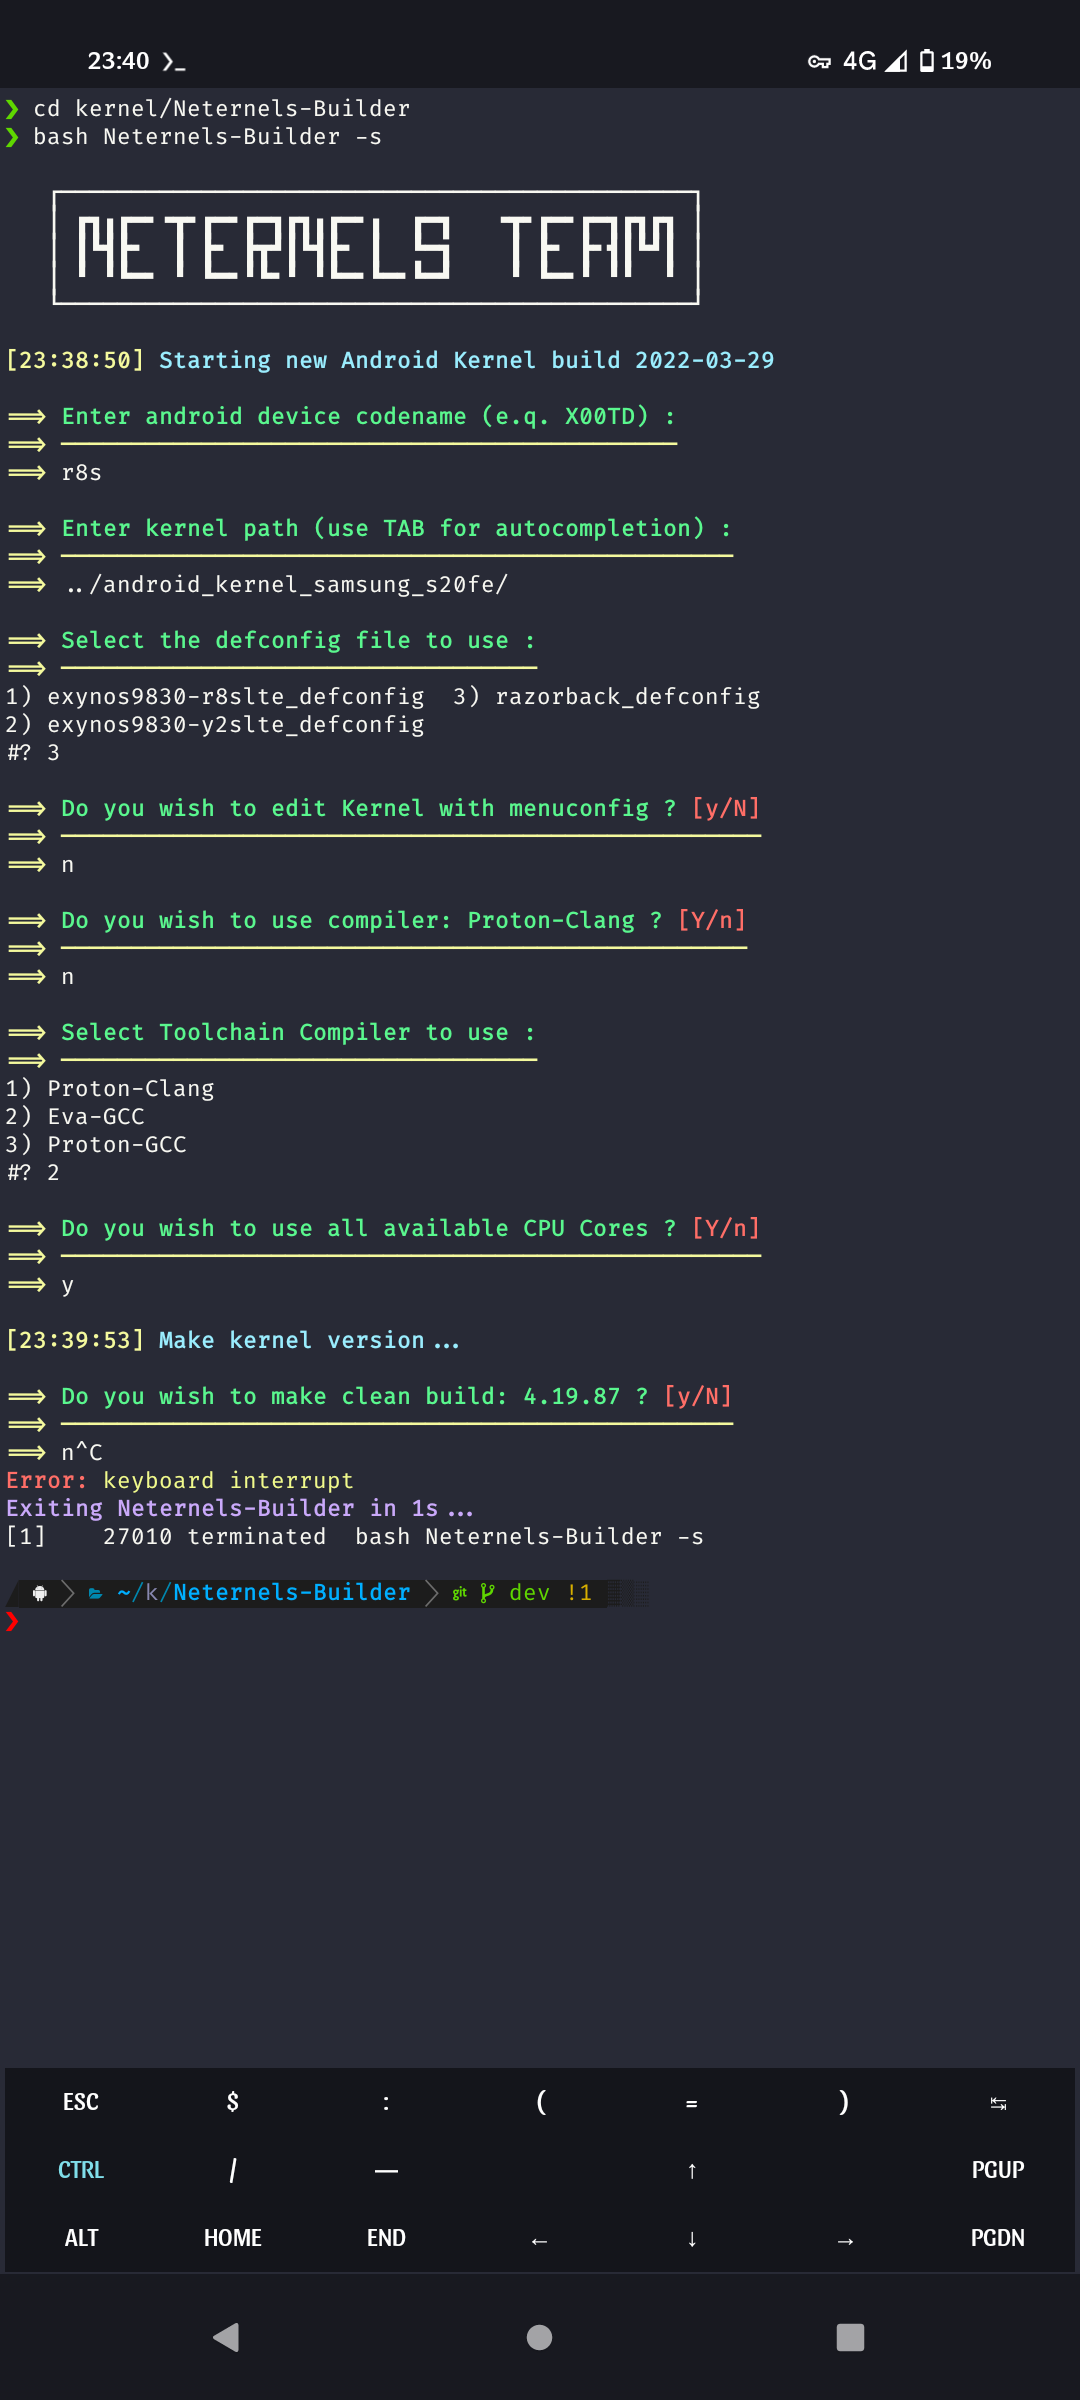 23:40 ❯_ 4G 19%
❯ cd kernel/Neternels-Builder
❯ bash Neternels-Builder -s
NETERNELS TEAM
[23:38:50] Starting new Android Kernel build 2022-03-29
==> Enter android device codename (e.q. X00TD) :
==>
==> r8s
==> Enter kernel path (use TAB for autocompletion) :
==>
==> ../android_kernel_samsung_s20fe/
==> Select the defconfig file to use :
==>
1) exynos9830-r8slte_defconfig  3) razorback_defconfig
2) exynos9830-y2slte_defconfig
#? 3
==> Do you wish to edit Kernel with menuconfig ? [y/N]
==>
==> n
==> Do you wish to use compiler: Proton-Clang ? [Y/n]
==>
==> n
==> Select Toolchain Compiler to use :
==>
1) Proton-Clang
2) Eva-GCC
3) Proton-GCC
#? 2
==> Do you wish to use all available CPU Cores ? [Y/n]
==>
==> y
[23:39:53] Make kernel version...
==> Do you wish to make clean build: 4.19.87 ? [y/N]
==>
==> n^C
Error: keyboard interrupt
Exiting Neternels-Builder in 1s...
[1]    27010 terminated  bash Neternels-Builder -s
~/k/Neternels-Builder git dev !1
❯
ESC $ : ( = ) ↹
CTRL / — ↑ PGUP
ALT HOME END ← ↓ → PGDN